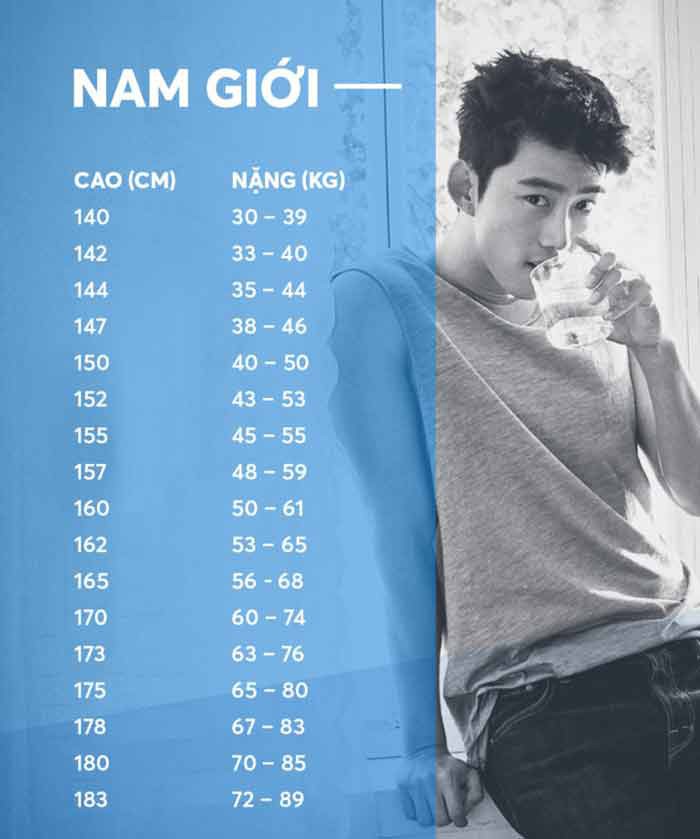 NAM GIỚI —
CAO (CM) NẶNG (KG)
140 30 – 39
142 33 – 40
144 35 – 44
147 38 – 46
150 40 – 50
152 43 – 53
155 45 – 55
157 48 – 59
160 50 – 61
162 53 – 65
165 56 - 68
170 60 – 74
173 63 – 76
175 65 – 80
178 67 – 83
180 70 – 85
183 72 – 89